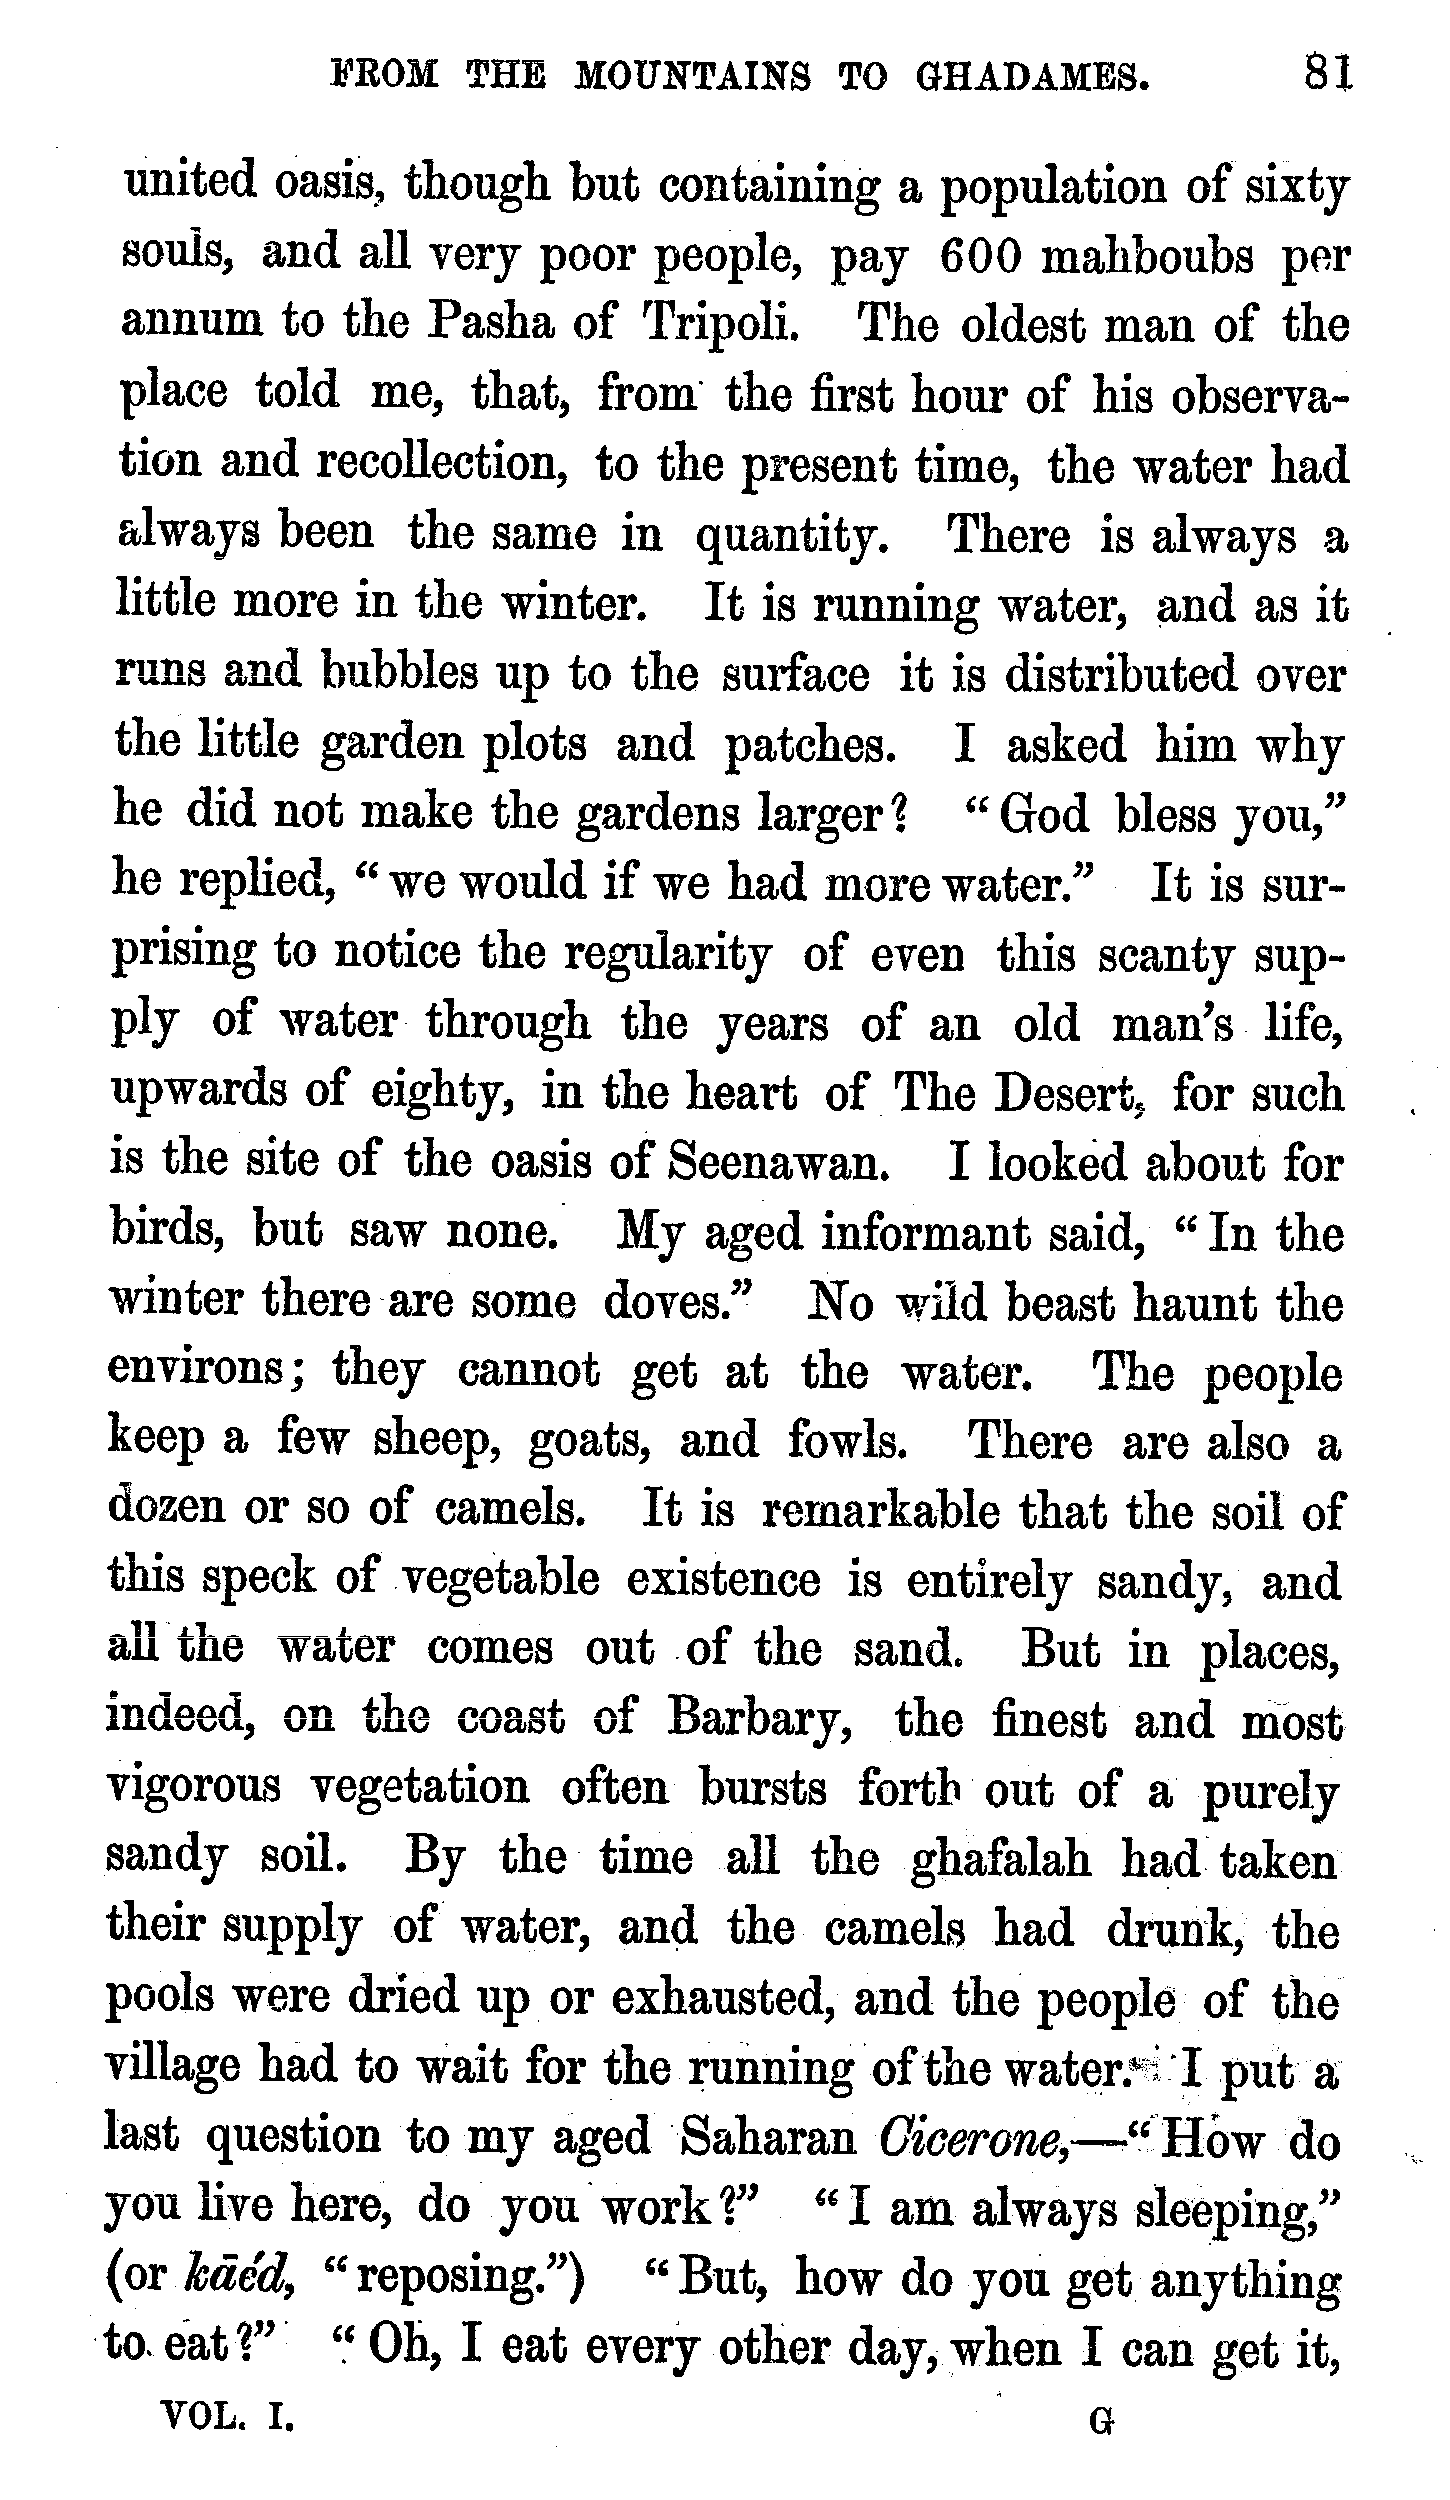 FROM THE MOUNTAINS TO GHADAMES. 81
united oasis, though but containing a population of sixty
souls, and all very poor people, pay 600 mahboubs per
annum to the Pasha of Tripoli. The oldest man of the
place told me, that, from the first hour of his observa-
tion and recollection, to the present time, the water had
always been the same in quantity. There is always a
little more in the winter. It is running water, and as it
runs and bubbles up to the surface it is distributed over
the little garden plots and patches. I asked him why
he did not make the gardens larger? “God bless you,”
he replied, “we would if we had more water.” It is sur-
prising to notice the regularity of even this scanty sup-
ply of water through the years of an old man’s life,
upwards of eighty, in the heart of The Desert, for such
is the site of the oasis of Seenawan. I looked about for
birds, but saw none. My aged informant said, “In the
winter there are some doves.” No wild beast haunt the
environs; they cannot get at the water. The people
keep a few sheep, goats, and fowls. There are also a
dozen or so of camels. It is remarkable that the soil of
this speck of vegetable existence is entirely sandy, and
all the water comes out of the sand. But in places,
indeed, on the coast of Barbary, the finest and most
vigorous vegetation often bursts forth out of a purely
sandy soil. By the time all the ghafalah had taken
their supply of water, and the camels had drunk, the
pools were dried up or exhausted, and the people of the
village had to wait for the running of the water. I put a
last question to my aged Saharan Cicerone,—“How do
you live here, do you work?” “I am always sleeping,”
(or kāéd, “reposing.”) “But, how do you get anything
to eat?” “Oh, I eat every other day, when I can get it,
VOL. I. G